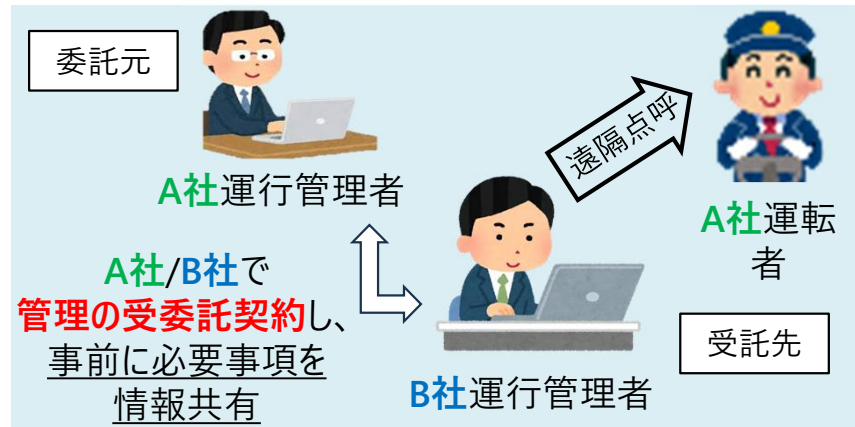 委託元
A社運行管理者
遠隔点呼
A社運転
者
A社/B社で
管理の受委託契約し、
事前に必要事項を
情報共有
B社運行管理者
受託先